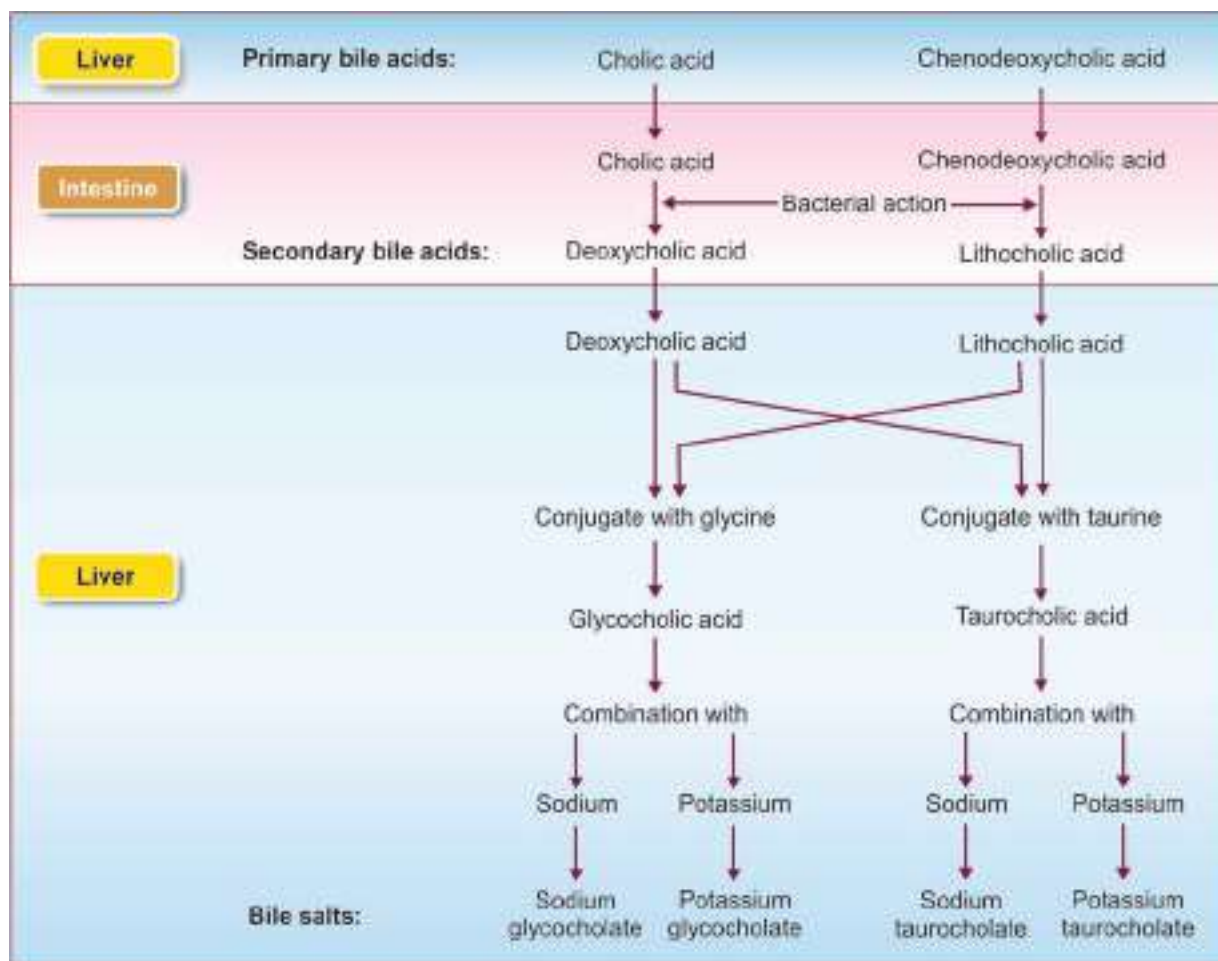 Liver
Primary bile acids:
Cholic acid
Chenodeoxycholic acid
Cholic acid
Chenodeoxycholic acid
Intestine
Bacterial action
Secondary bile acids:
Deoxycholic acid
Lithocholic acid
Deoxycholic acid
Lithocholic acid
Conjugate with glycine
Conjugate with taurine
Liver
Glycocholic acid
Taurocholic acid
Combination with
Combination with
Sodium
Potassium
Sodium
Potassium
Bile salts:
Sodium
glycocholate
Potassium
glycocholate
Sodium
taurocholate
Potassium
taurocholate